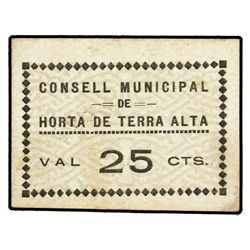 CONSELL MUNICIPAL
DE
HORTA DE TERRA ALTA
VAL 25 CTS.